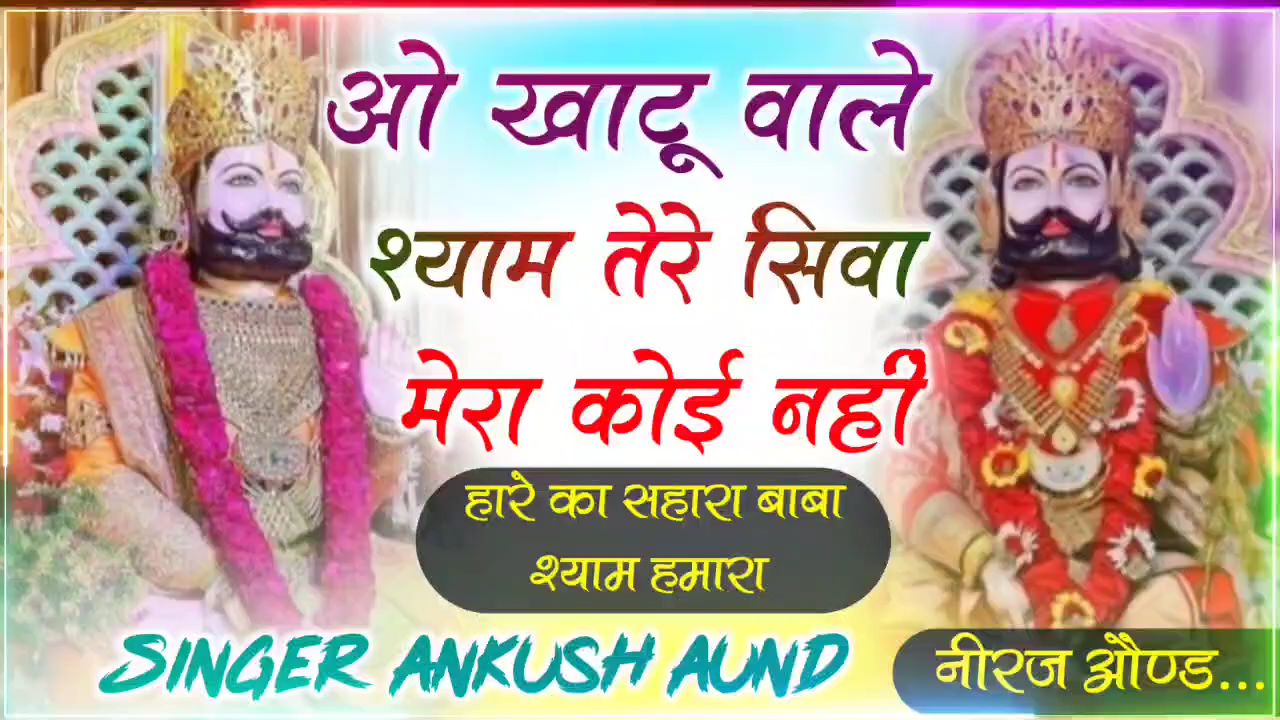 ओ खाटू वाले
श्याम तेरे सिवा
मेरा कोई नहीं
हारे का सहारा बाबा
श्याम हमारा
SINGER ANKUSH AUND
नीरज औण्ड...